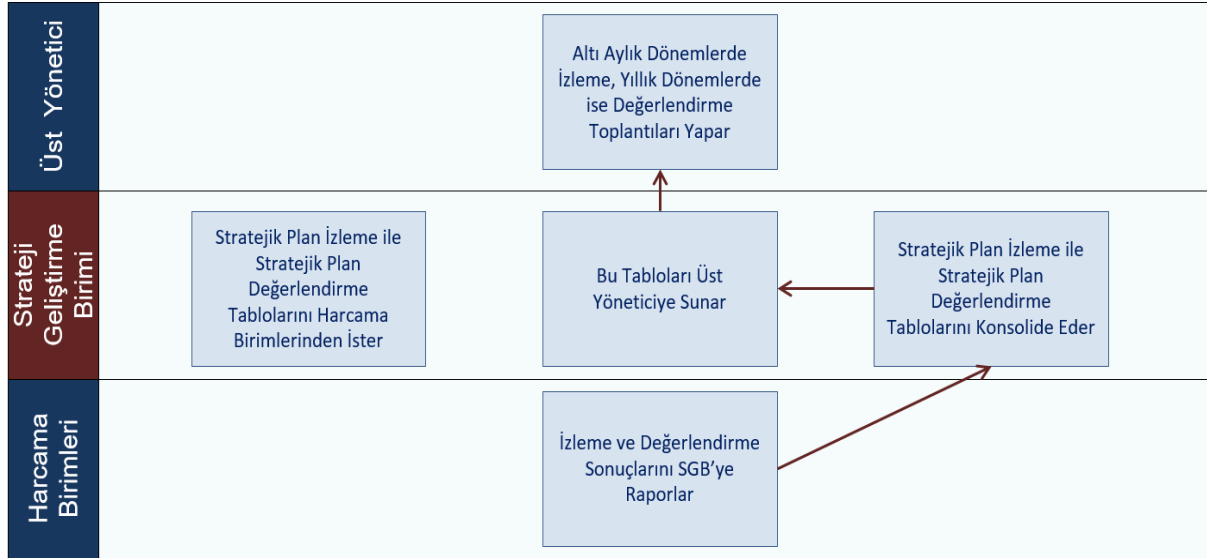 Üst Yönetici
Altı Aylık Dönemlerde
İzleme, Yıllık Dönemlerde
ise Değerlendirme
Toplantıları Yapar
Strateji
Geliştirme
Birimi
Stratejik Plan İzleme ile
Stratejik Plan
Değerlendirme
Tablolarını Harcama
Birimlerinden İster
Bu Tabloları Üst
Yöneticiye Sunar
Stratejik Plan İzleme ile
Stratejik Plan
Değerlendirme
Tablolarını Konsolide Eder
Harcama
Birimleri
İzleme ve Değerlendirme
Sonuçlarını SGB’ye
Raporlar